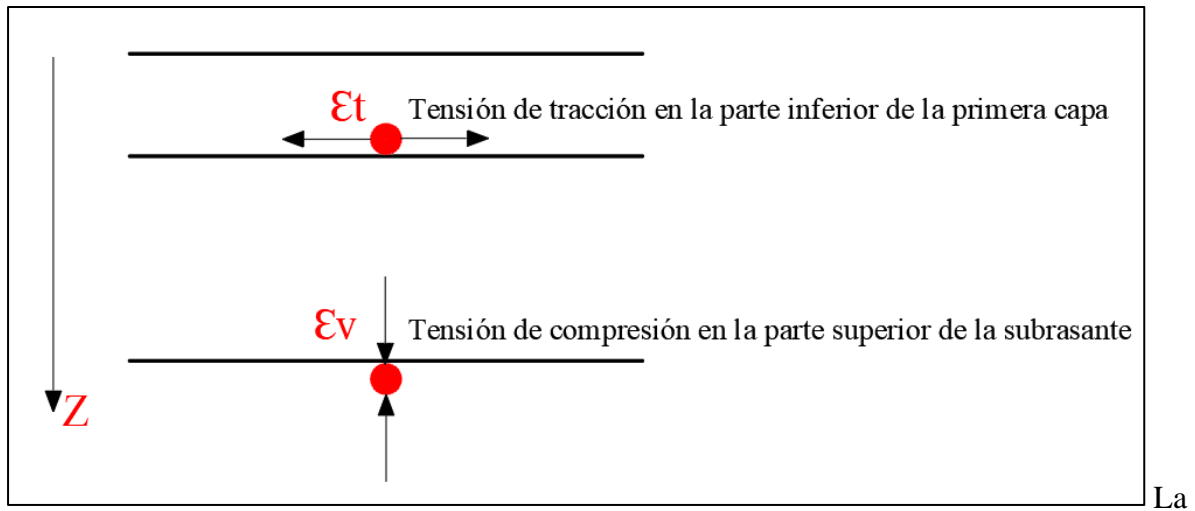 εt Tensión de tracción en la parte inferior de la primera capa
εv Tensión de compresión en la parte superior de la subrasante
Z
La